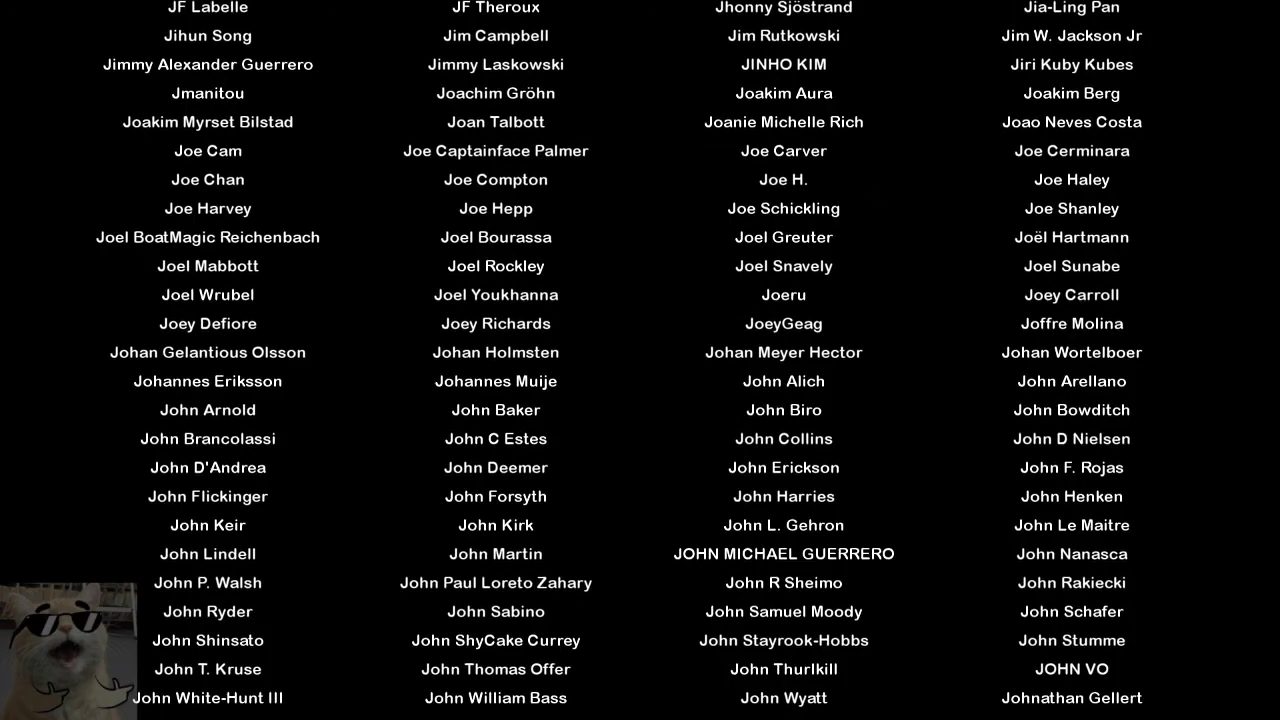 JF Labelle JF Theroux Jhonny Sjöstrand Jia-Ling Pan
Jihun Song Jim Campbell Jim Rutkowski Jim W. Jackson Jr
Jimmy Alexander Guerrero Jimmy Laskowski JINHO KIM Jiri Kuby Kubes
Jmanitou Joachim Gröhn Joakim Aura Joakim Berg
Joakim Myrset Bilstad Joan Talbott Joanie Michelle Rich Joao Neves Costa
Joe Cam Joe Captainface Palmer Joe Carver Joe Cerminara
Joe Chan Joe Compton Joe H. Joe Haley
Joe Harvey Joe Hepp Joe Schickling Joe Shanley
Joel BoatMagic Reichenbach Joel Bourassa Joel Greuter Joël Hartmann
Joel Mabbott Joel Rockley Joel Snavely Joel Sunabe
Joel Wrubel Joel Youkhanna Joeru Joey Carroll
Joey Defiore Joey Richards JoeyGeag Joffre Molina
Johan Gelantious Olsson Johan Holmsten Johan Meyer Hector Johan Wortelboer
Johannes Eriksson Johannes Muije John Alich John Arellano
John Arnold John Baker John Biro John Bowditch
John Brancolassi John C Estes John Collins John D Nielsen
John D'Andrea John Deemer John Erickson John F. Rojas
John Flickinger John Forsyth John Harries John Henken
John Keir John Kirk John L. Gehron John Le Maitre
John Lindell John Martin JOHN MICHAEL GUERRERO John Nanasca
John P. Walsh John Paul Loreto Zahary John R Sheimo John Rakiecki
John Ryder John Sabino John Samuel Moody John Schafer
John Shinsato John ShyCake Currey John Stayrook-Hobbs John Stumme
John T. Kruse John Thomas Offer John Thurlkill JOHN VO
John White-Hunt III John William Bass John Wyatt Johnathan Gellert